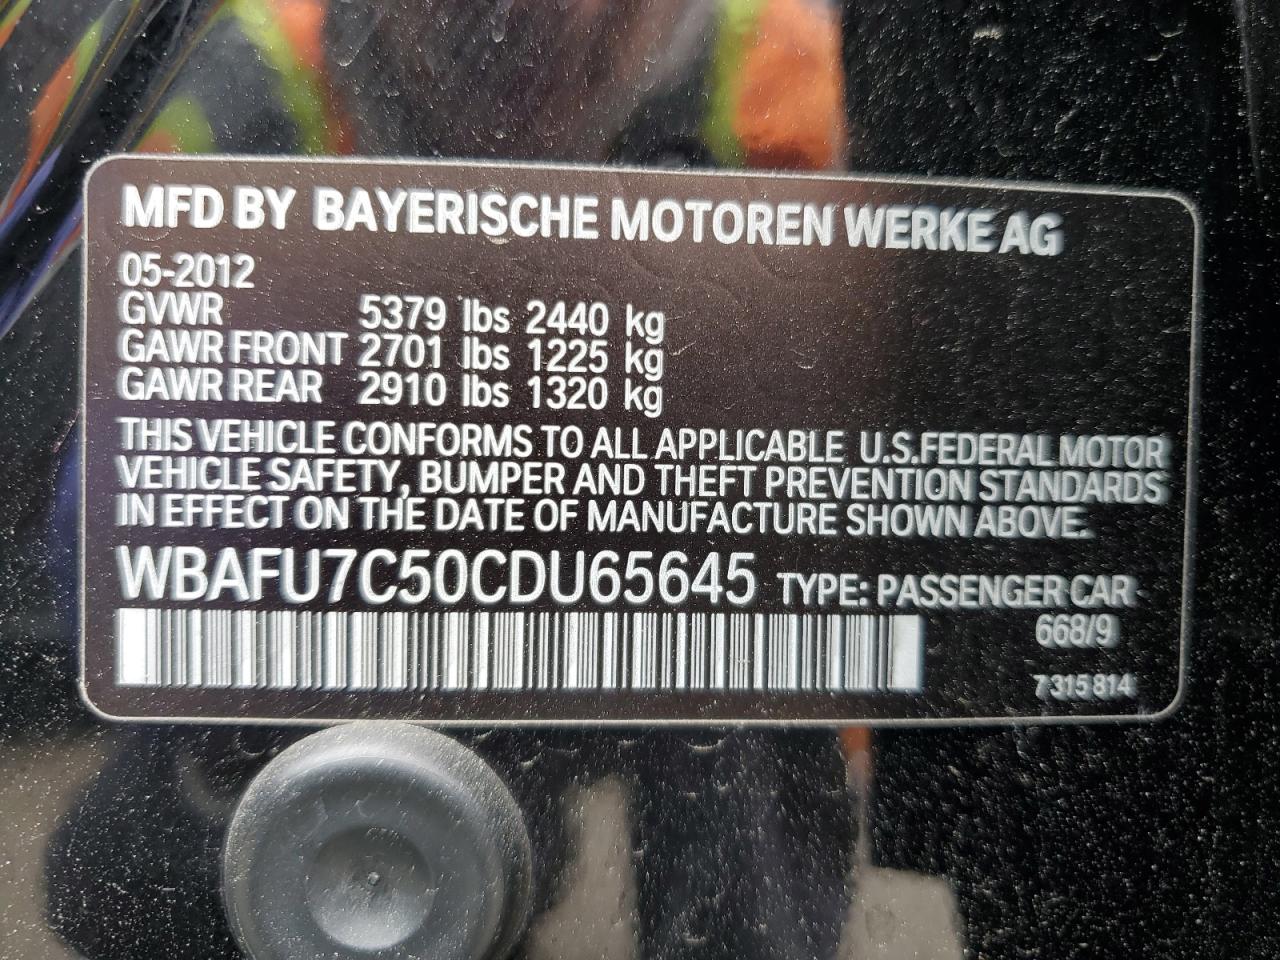 MFD BY BAYERISCHE MOTOREN WERKE AG
05-2012
GVWR 5379 lbs 2440 kg
GAWR FRONT 2701 lbs 1225 kg
GAWR REAR 2910 lbs 1320 kg
THIS VEHICLE CONFORMS TO ALL APPLICABLE U.S.FEDERAL MOTOR
VEHICLE SAFETY, BUMPER AND THEFT PREVENTION STANDARDS
IN EFFECT ON THE DATE OF MANUFACTURE SHOWN ABOVE.
WBAFU7C50CDU65645 TYPE: PASSENGER CAR
668/9
7 315 814